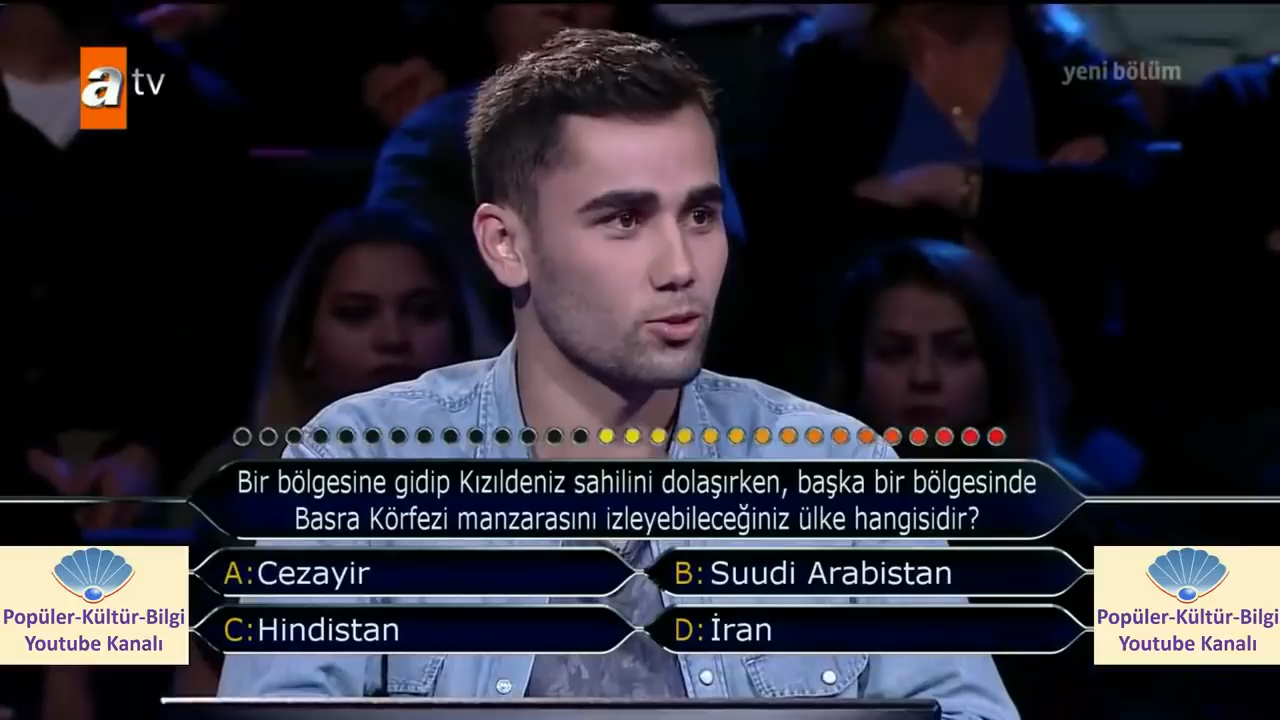 a tv
yeni bölüm
Bir bölgesine gidip Kızıldeniz sahilini dolaşırken, başka bir bölgesinde
Basra Körfezi manzarasını izleyebileceğiniz ülke hangisidir?
A: Cezayir
B: Suudi Arabistan
C: Hindistan
D: İran
Popüler-Kültür-Bilgi
Youtube Kanalı
Popüler-Kültür-Bilgi
Youtube Kanalı